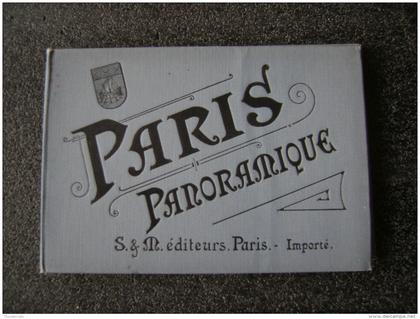 PARIS
PANORAMIQUE
S. & M. éditeurs. Paris. - Importé.